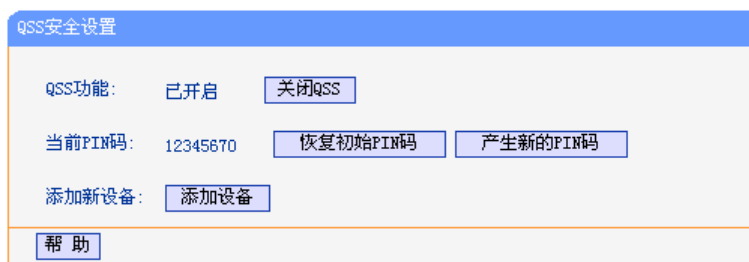 QSS安全设置
QSS功能: 已开启 关闭QSS
当前PIN码: 12345670 恢复初始PIN码 产生新的PIN码
添加新设备: 添加设备
帮 助